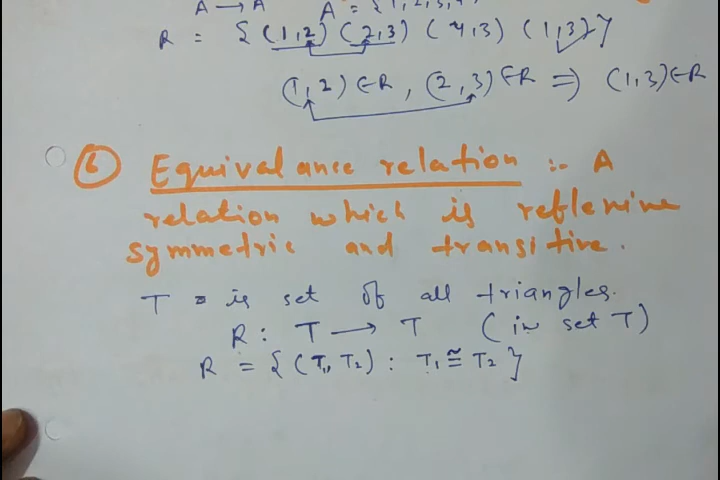 A → A A = {1, 2, 3, 4
R = {(1,2) (2,3) (4,3) (1,3)}
(1,2) ∈ R , (2,3) ∈ R ⇒ (1,3) ∈ R
⑥ Equivalance relation :- A
relation which is reflexive
symmetric and transitive.
T = is set of all triangles.
R : T → T (in set T)
R = {(T₁, T₂) : T₁ ≅ T₂}